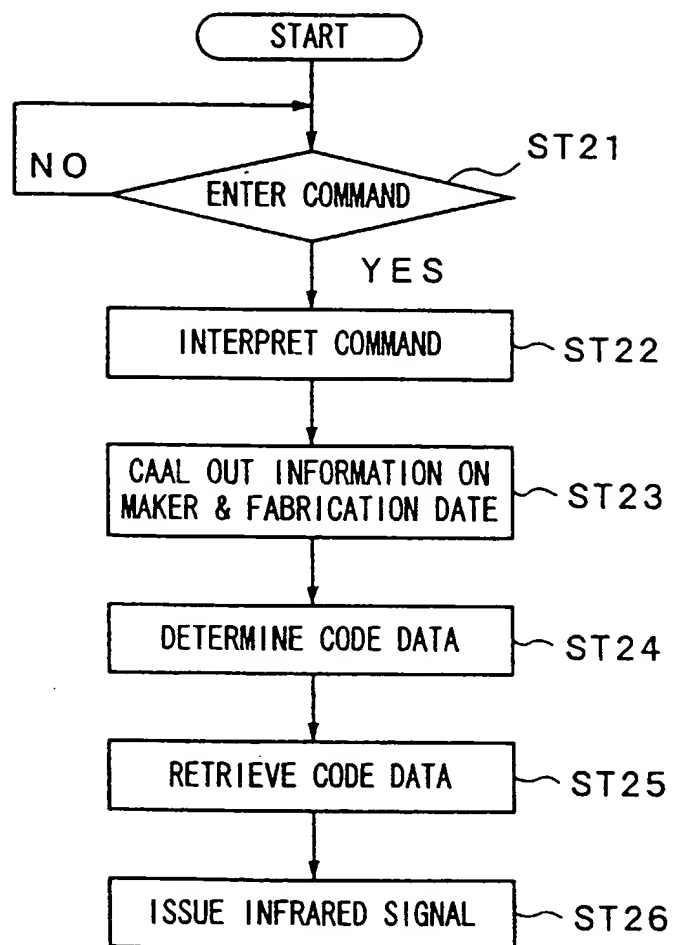 START
NO
ENTER COMMAND
ST21
YES
INTERPRET COMMAND
ST22
CAAL OUT INFORMATION ON
MAKER & FABRICATION DATE
ST23
DETERMINE CODE DATA
ST24
RETRIEVE CODE DATA
ST25
ISSUE INFRARED SIGNAL
ST26